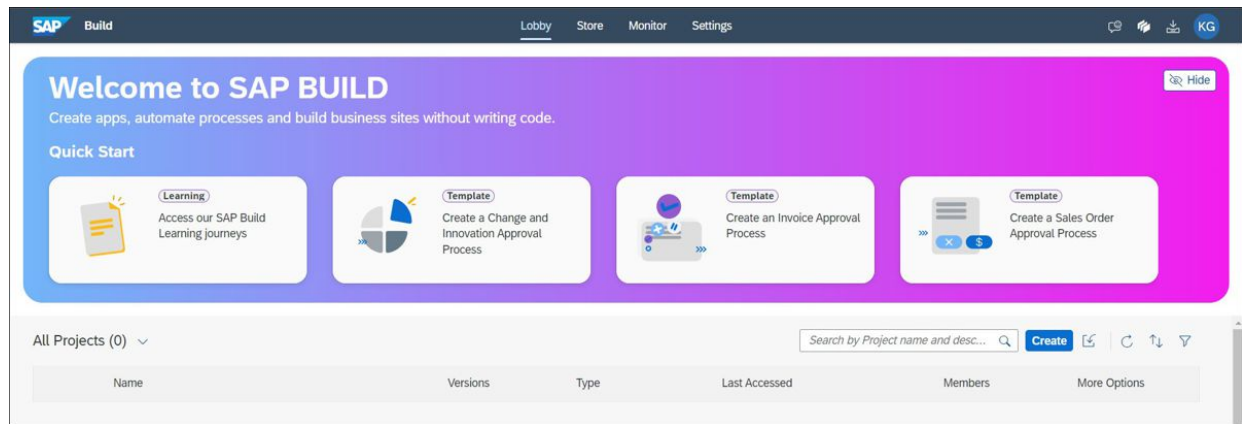 SAP Build Lobby Store Monitor Settings KG
Welcome to SAP BUILD
Hide
Create apps, automate processes and build business sites without writing code.
Quick Start
Learning
Access our SAP Build
Learning journeys
Template
Create a Change and
Innovation Approval
Process
Template
Create an Invoice Approval
Process
Template
Create a Sales Order
Approval Process
All Projects (0)
Search by Project name and desc...
Create
Name Versions Type Last Accessed Members More Options